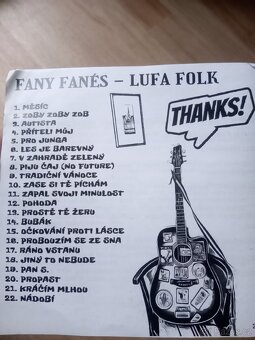 FANY FANÉS – LUFA FOLK
THANKS!
1. MĚSÍC
2. ZOBY ZOBY ZOB
3. AUTISTA
4. PŘÍTELI MŮJ
5. PRO JUNGA
6. LES JE BAREVNÝ
7. V ZAHRADĚ ZELENÝ
8. PIJU ČAJ (NO FUTURE)
9. TRADIČNÍ VÁNOCE
10. ZASE SI TĚ PÍCHÁM
11. ZAPAL SVOJI MINULOST
12. POHODA
13. PROSTĚ TĚ ŽERU
14. BUBÁK
15. OČKOVÁNÍ PROTI LÁSCE
16. PROBOUZÍM SE ZE SNA
17. RÁNO VSTANU
18. JINÝ TO NEBUDE
19. PAN S.
20. PROPAST
21. KRÁČÍM MLHOU
22. NÁDOBÍ